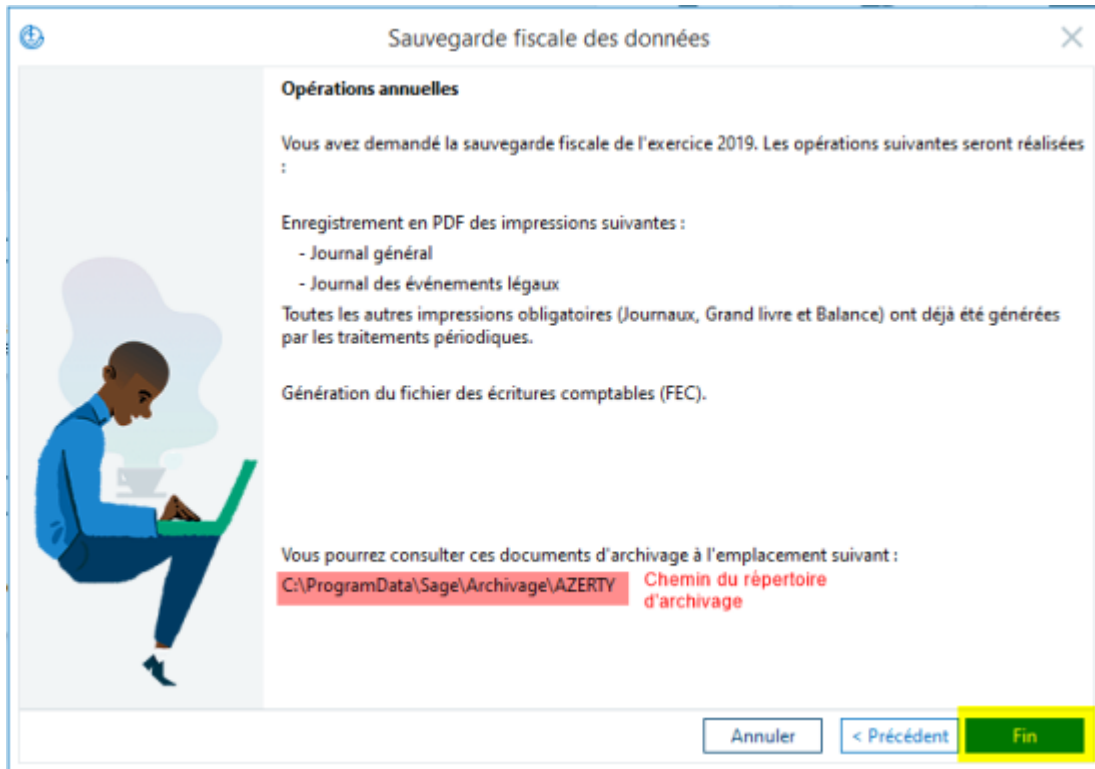 Sauvegarde fiscale des données
Opérations annuelles
Vous avez demandé la sauvegarde fiscale de l'exercice 2019. Les opérations suivantes seront réalisées
:
Enregistrement en PDF des impressions suivantes :
- Journal général
- Journal des événements légaux
Toutes les autres impressions obligatoires (Journaux, Grand livre et Balance) ont déjà été générées
par les traitements périodiques.
Génération du fichier des écritures comptables (FEC).
Vous pourrez consulter ces documents d'archivage à l'emplacement suivant :
C:\ProgramData\Sage\Archivage\AZERTY
Chemin du répertoire
d'archivage
Annuler
< Précédent
Fin